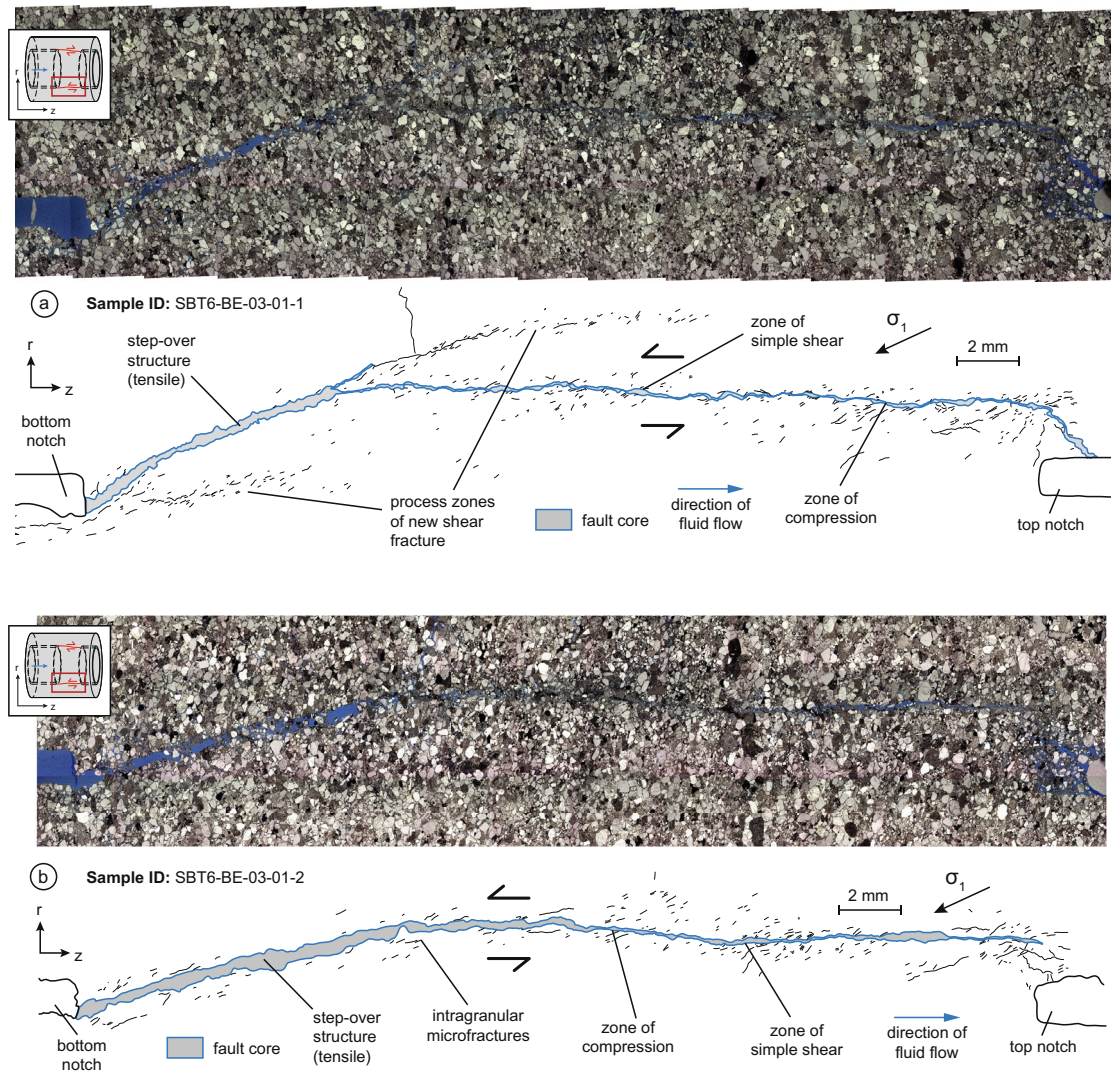 r
z
a
Sample ID: SBT6-BE-03-01-1
step-over
structure
(tensile)
zone of
simple shear
σ1
2 mm
r
z
bottom
notch
process zones
of new shear
fracture
fault core
direction of
fluid flow
zone of
compression
top notch
r
z
b
Sample ID: SBT6-BE-03-01-2
2 mm
σ1
r
z
bottom
notch
fault core
step-over
structure
(tensile)
intragranular
microfractures
zone of
compression
zone of
simple shear
direction of
fluid flow
top notch